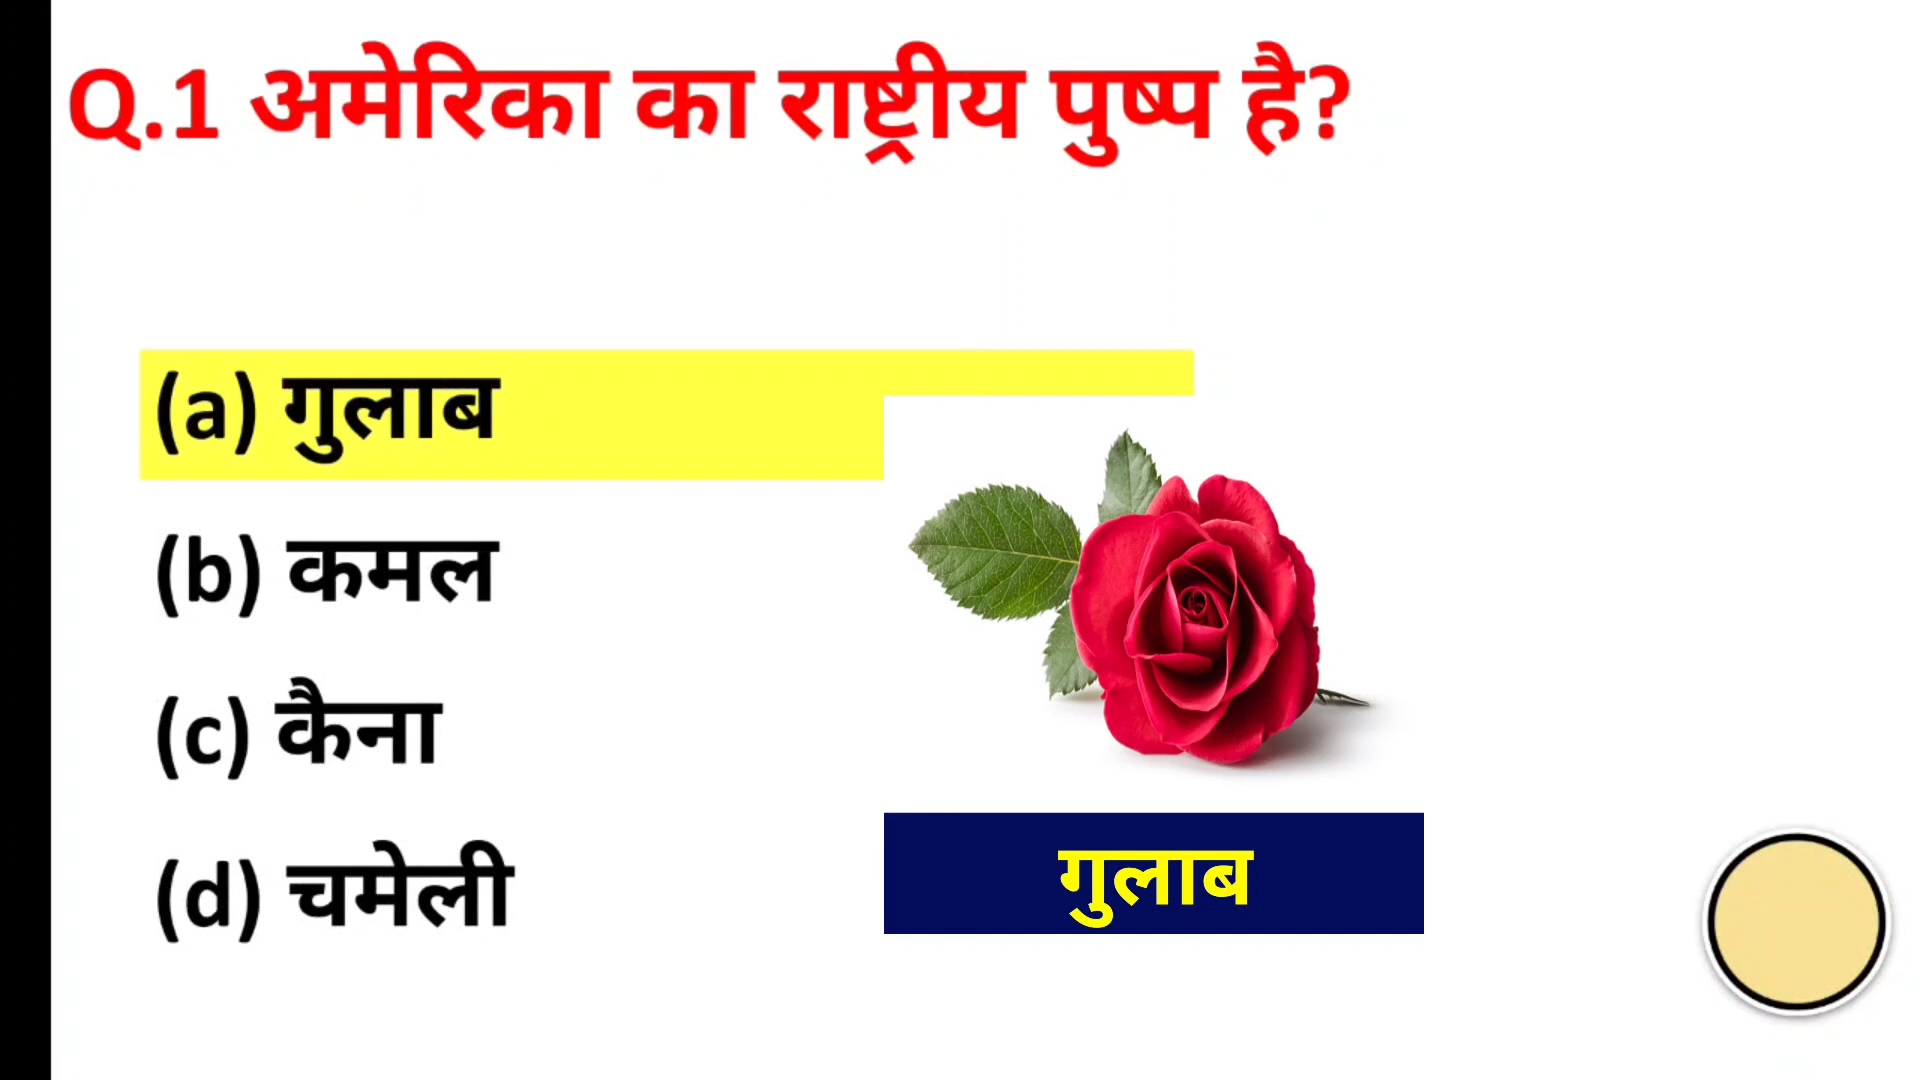 Q.1 अमेरिका का राष्ट्रीय पुष्प है?
(a) गुलाब
(b) कमल
(c) कैना
(d) चमेली
गुलाब